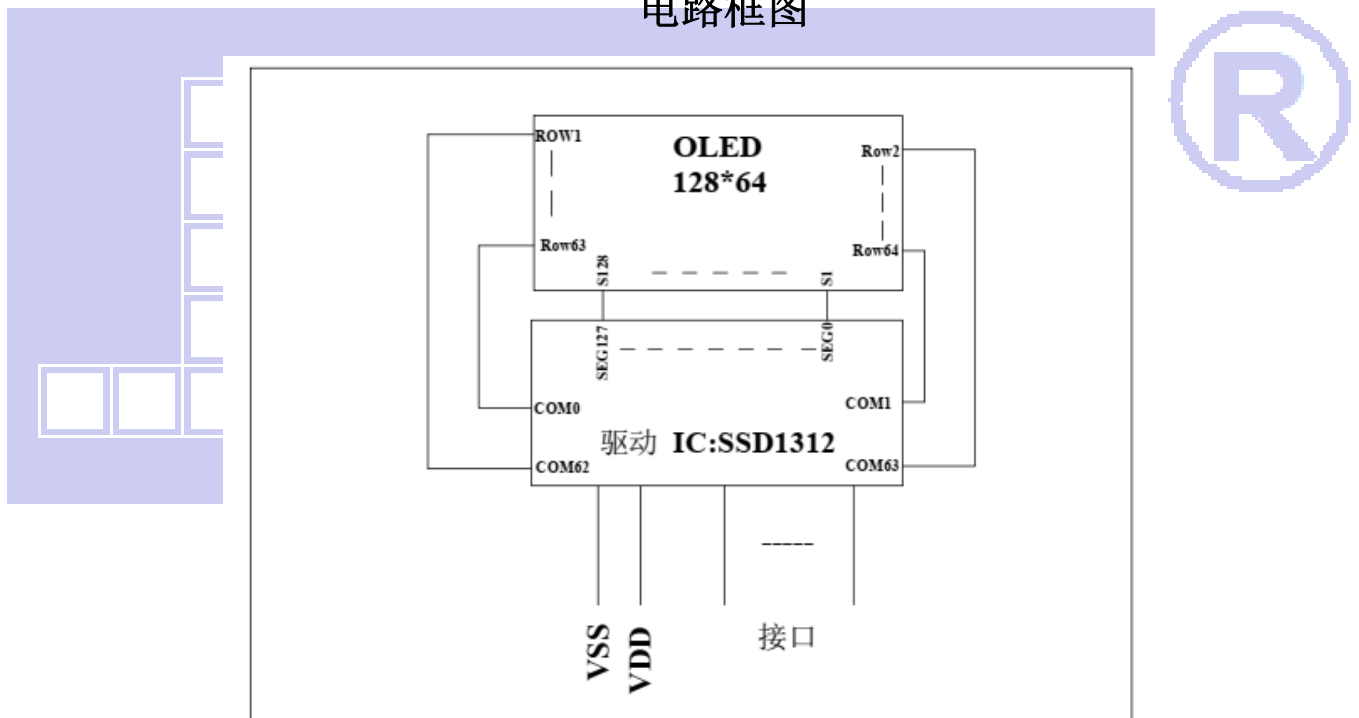 电路框图
R
ROW1
OLED
128*64
Row2
Row63
Row64
S128
S1
SEG127
SEG0
COM0
COM1
驱动 IC:SSD1312
COM62
COM63
VSS
VDD
接口